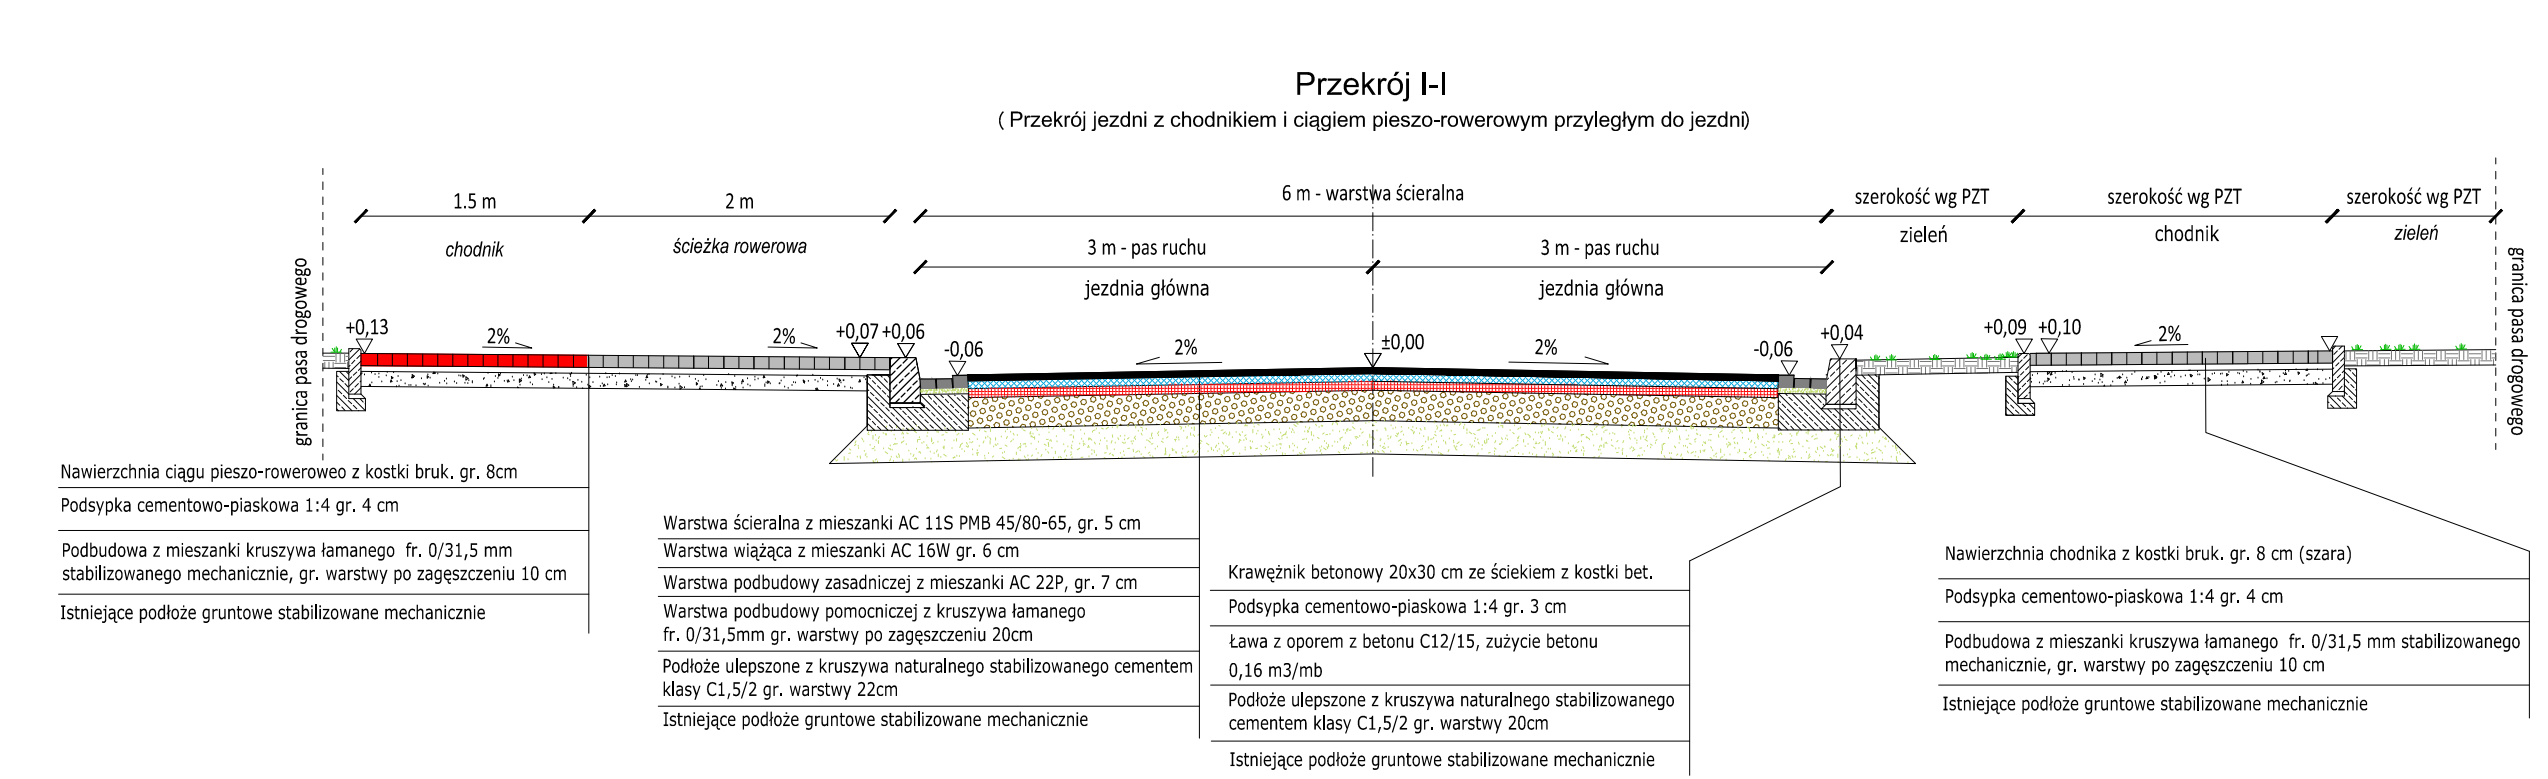 Przekrój I-I
( Przekrój jezdni z chodnikiem i ciągiem pieszo-rowerowym przyległym do jezdni)
1.5 m
2 m
6 m - warstwa ścieralna
szerokość wg PZT
szerokość wg PZT
szerokość wg PZT
chodnik
ścieżka rowerowa
3 m - pas ruchu
3 m - pas ruchu
zieleń
chodnik
zieleń
jezdnia główna
jezdnia główna
granica pasa drogowego
granica pasa drogowego
+0,13
2%
2%
+0,07
+0,06
-0,06
2%
±0,00
2%
-0,06
+0,04
+0,09
+0,10
2%
Nawierzchnia ciągu pieszo-roweroweo z kostki bruk. gr. 8cm
Podsypka cementowo-piaskowa 1:4 gr. 4 cm
Podbudowa z mieszanki kruszywa łamanego fr. 0/31,5 mm
stabilizowanego mechanicznie, gr. warstwy po zagęszczeniu 10 cm
Istniejące podłoże gruntowe stabilizowane mechanicznie
Warstwa ścieralna z mieszanki AC 11S PMB 45/80-65, gr. 5 cm
Warstwa wiążąca z mieszanki AC 16W gr. 6 cm
Warstwa podbudowy zasadniczej z mieszanki AC 22P, gr. 7 cm
Warstwa podbudowy pomocniczej z kruszywa łamanego
fr. 0/31,5mm gr. warstwy po zagęszczeniu 20cm
Podłoże ulepszone z kruszywa naturalnego stabilizowanego cementem
klasy C1,5/2 gr. warstwy 22cm
Istniejące podłoże gruntowe stabilizowane mechanicznie
Krawężnik betonowy 20x30 cm ze ściekiem z kostki bet.
Podsypka cementowo-piaskowa 1:4 gr. 3 cm
Ława z oporem z betonu C12/15, zużycie betonu
0,16 m3/mb
Podłoże ulepszone z kruszywa naturalnego stabilizowanego
cementem klasy C1,5/2 gr. warstwy 20cm
Istniejące podłoże gruntowe stabilizowane mechanicznie
Nawierzchnia chodnika z kostki bruk. gr. 8 cm (szara)
Podsypka cementowo-piaskowa 1:4 gr. 4 cm
Podbudowa z mieszanki kruszywa łamanego fr. 0/31,5 mm stabilizowanego
mechanicznie, gr. warstwy po zagęszczeniu 10 cm
Istniejące podłoże gruntowe stabilizowane mechanicznie